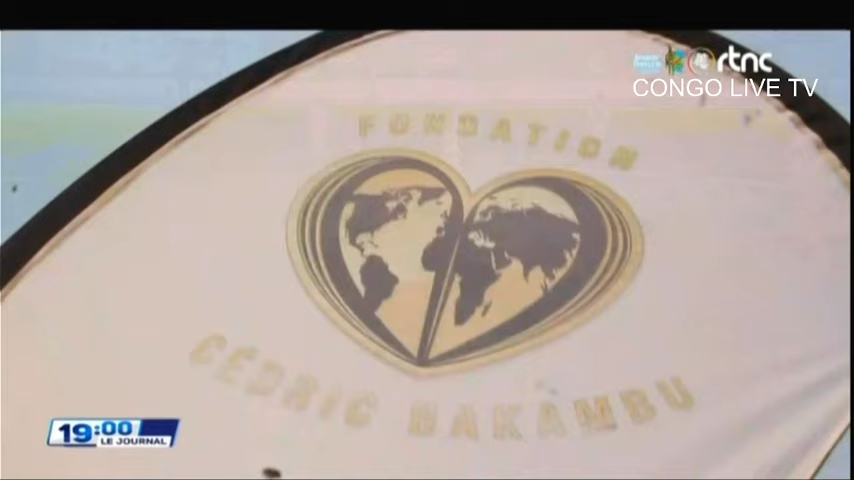 rtnc
CONGO LIVE TV
FONDATION
CÉDRIC BAKAMBU
19:00
LE JOURNAL